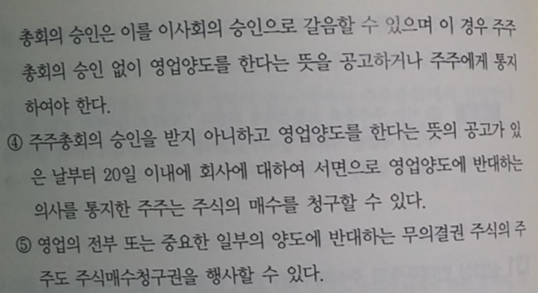 총회의 승인은 이를 이사회의 승인으로 갈음할 수 있으며 이 경우 주주
총회의 승인 없이 영업양도를 한다는 뜻을 공고하거나 주주에게 통지
하여야 한다.
④ 주주총회의 승인을 받지 아니하고 영업양도를 한다는 뜻의 공고가 있
은 날부터 20일 이내에 회사에 대하여 서면으로 영업양도에 반대하는
의사를 통지한 주주는 주식의 매수를 청구할 수 있다.
⑤ 영업의 전부 또는 중요한 일부의 양도에 반대하는 무의결권 주식의 주
주도 주식매수청구권을 행사할 수 있다.